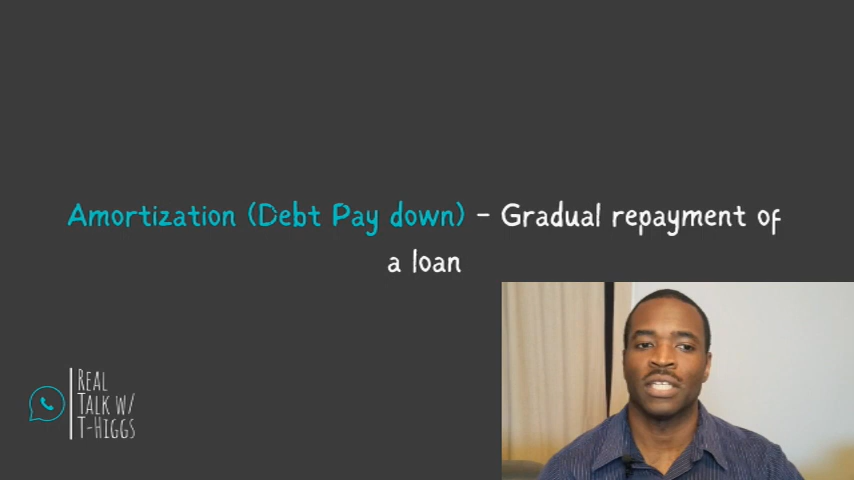 Amortization (Debt Pay down) - Gradual repayment of
a loan
REAL
TALK W/
T-HIGGS